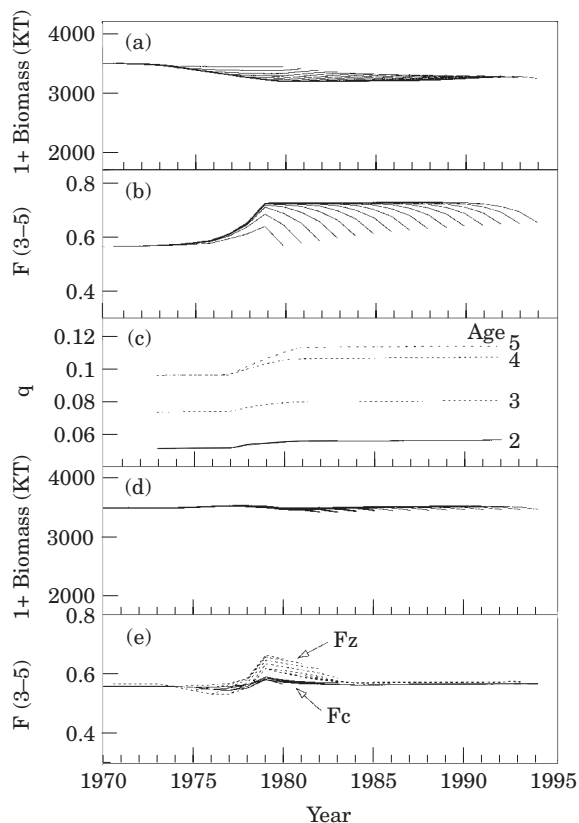 4200
(a)
1+ Biomass (KT)
3000
2000
0.8
(b)
F (3–5)
0.6
0.4
0.12
(c)
Age
5
4
0.1
q
0.08
3
0.06
2
(d)
4000
1+ Biomass (KT)
3000
2000
0.8
(e)
Fz
F (3–5)
0.6
Fc
0.4
1970 1975 1980 1985 1990 1995
Year